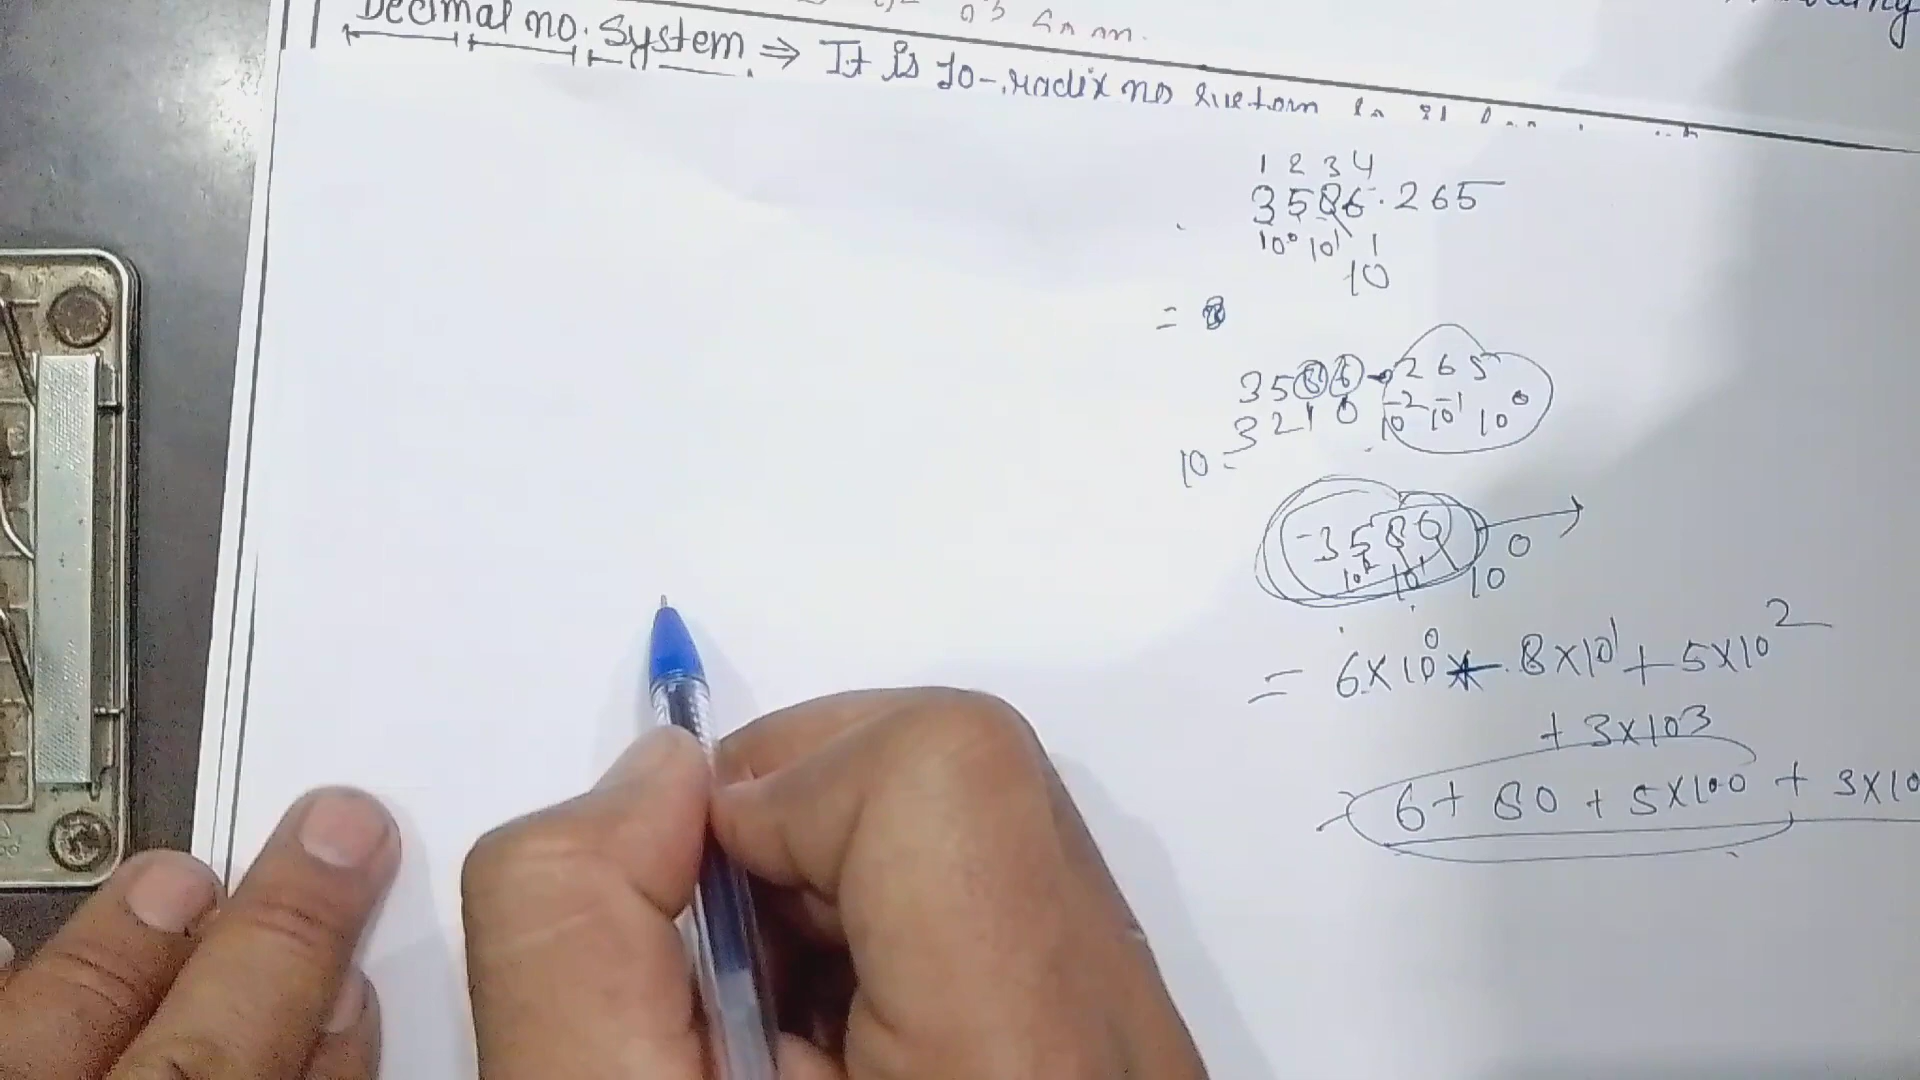 Decimal no. System ⇒ It is 10-radix no
1 2 3 4
3586.265
10⁰ 10¹ 1
10
=
3586.265
3 2 1 0 10⁻² 10⁻¹ 10⁰
10
3586
10² 10¹ 10⁰
= 6×10⁰ + 8×10¹ + 5×10²
+ 3×10³
6 + 80 + 5×100 + 3×10